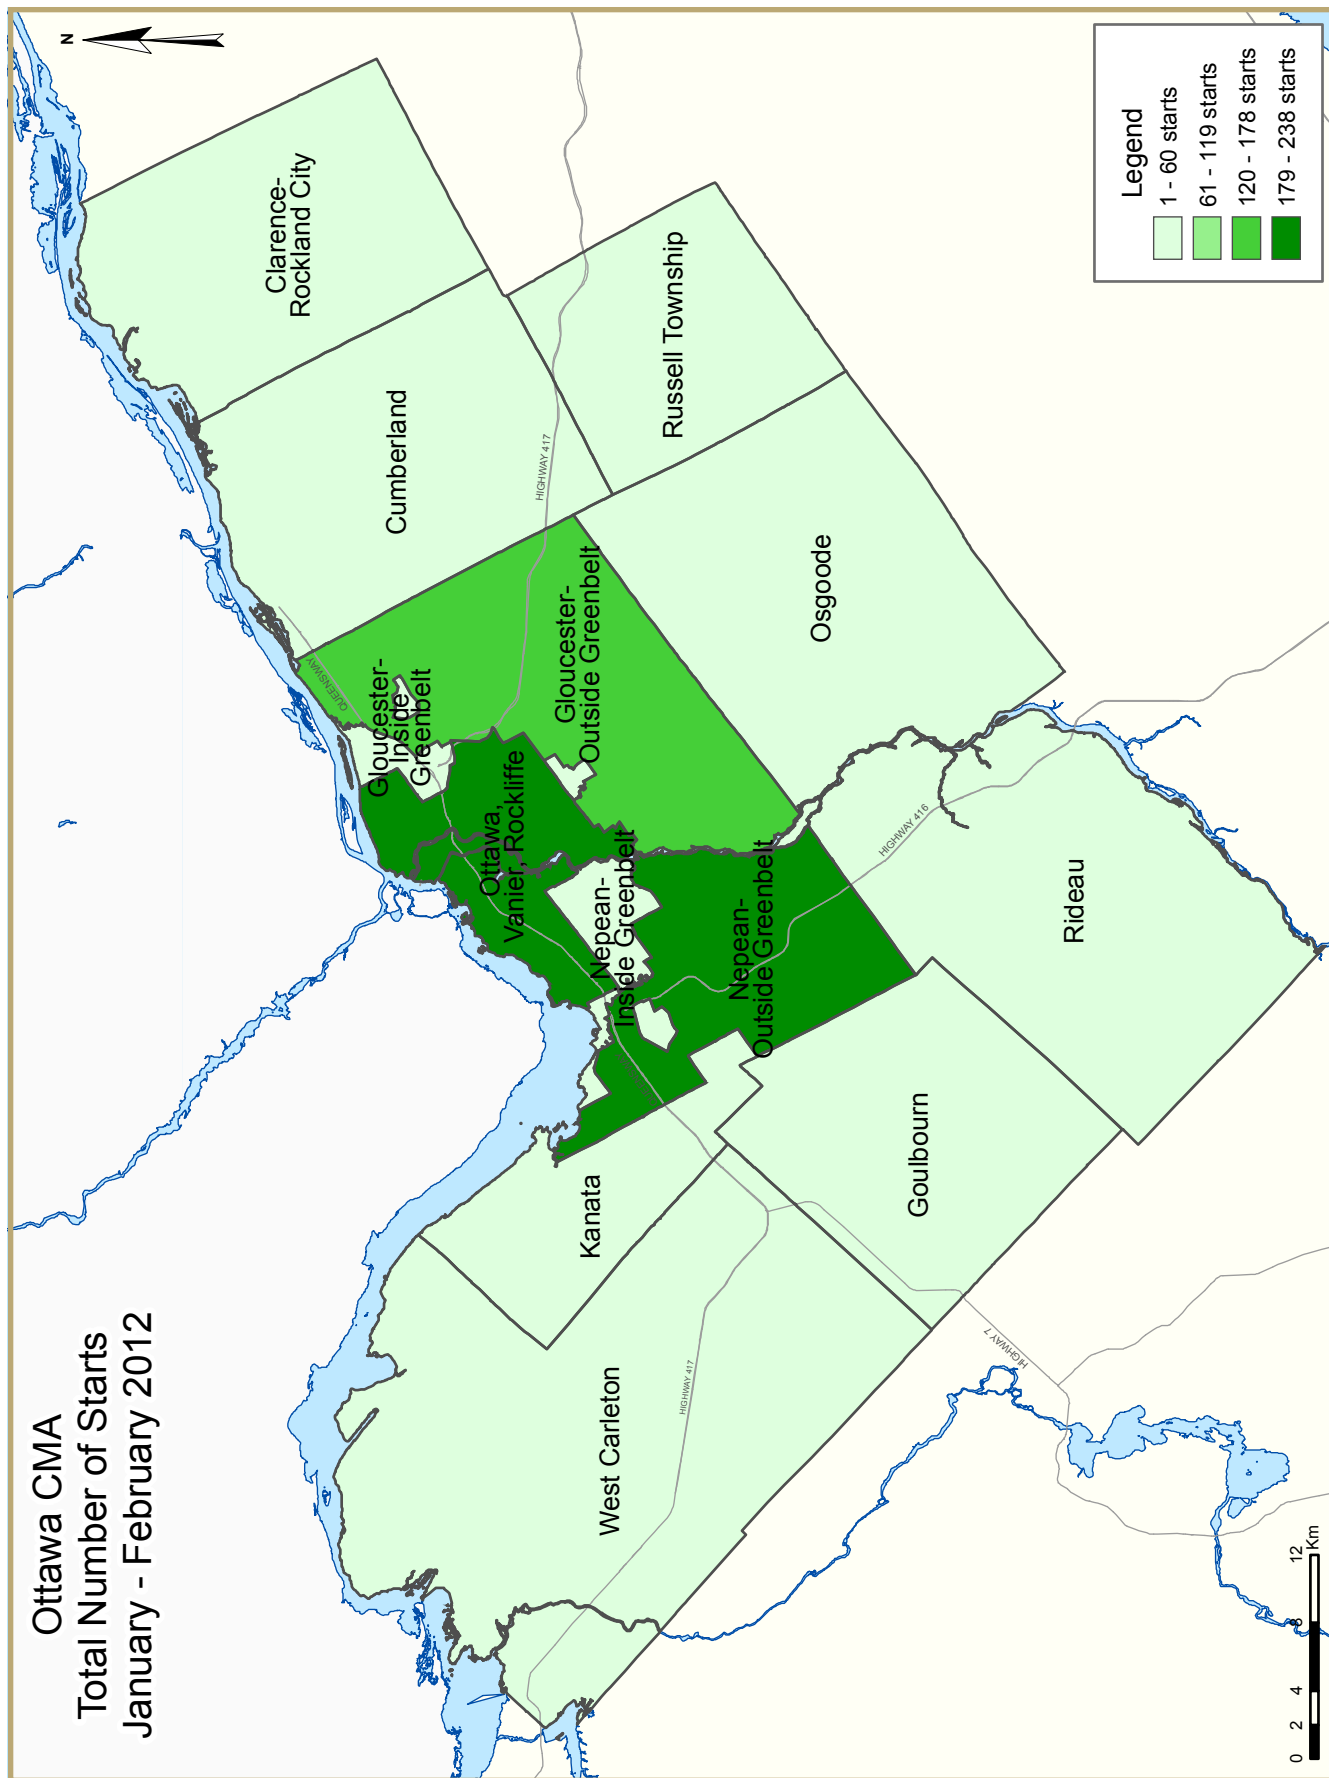 Ottawa CMA
Total Number of Starts
January - February 2012
N
Clarence-
Rockland City
Cumberland
Russell Township
HIGHWAY 417
QUEENSWAY
Gloucester-
Inside
Greenbelt
Gloucester-
Outside Greenbelt
Osgoode
Ottawa,
Vanier, Rockliffe
Nepean-
Inside Greenbelt
Nepean-
Outside Greenbelt
HIGHWAY 416
Rideau
Kanata
Goulbourn
West Carleton
HIGHWAY 417
HIGHWAY 7
Legend
1 - 60 starts
61 - 119 starts
120 - 178 starts
179 - 238 starts
0 2 4 8 12
Km